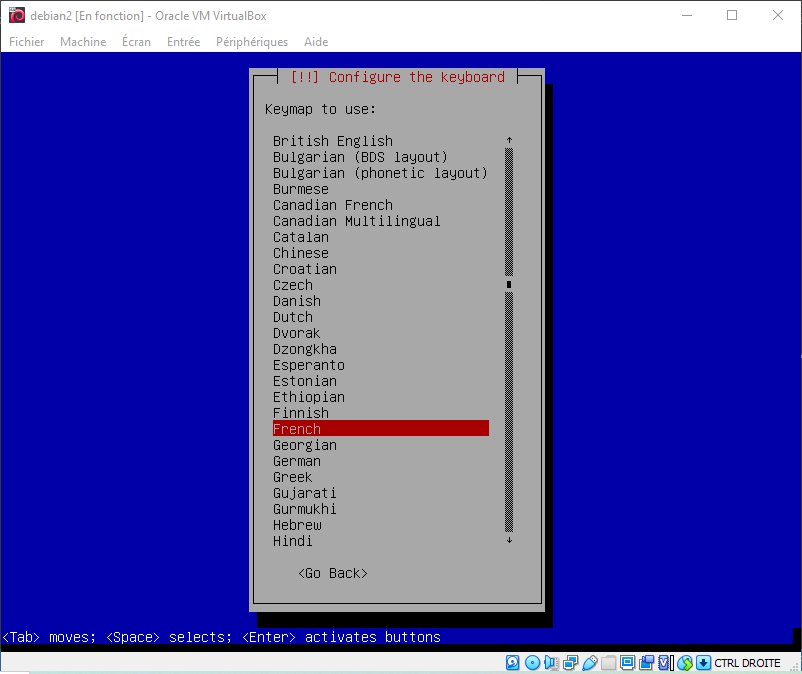 debian2 [En fonction] - Oracle VM VirtualBox
Fichier Machine Écran Entrée Périphériques Aide
[!!] Configure the keyboard
Keymap to use:
British English
Bulgarian (BDS layout)
Bulgarian (phonetic layout)
Burmese
Canadian French
Canadian Multilingual
Catalan
Chinese
Croatian
Czech
Danish
Dutch
Dvorak
Dzongkha
Esperanto
Estonian
Ethiopian
Finnish
French
Georgian
German
Greek
Gujarati
Gurmukhi
Hebrew
Hindi
<Go Back>
<Tab> moves; <Space> selects; <Enter> activates buttons
CTRL DROITE